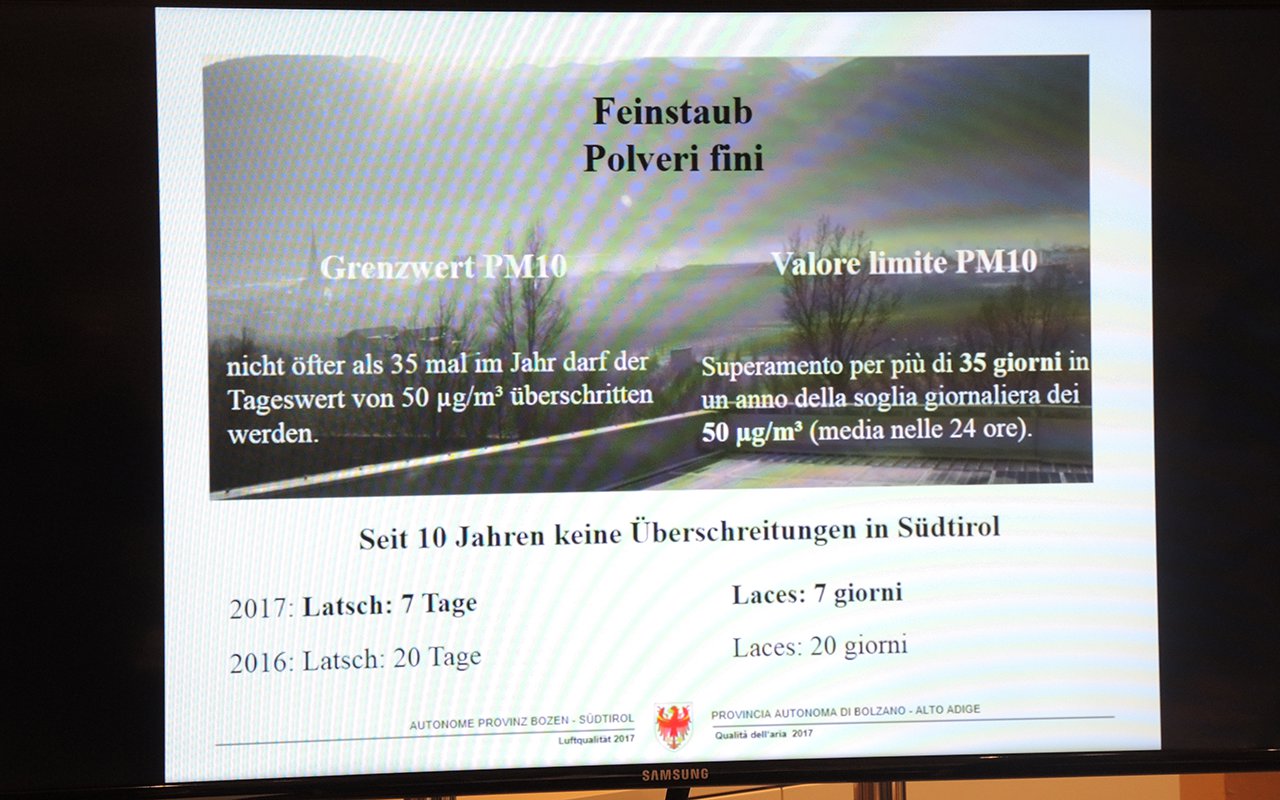 Feinstaub
Polveri fini
Grenzwert PM10
nicht öfter als 35 mal im Jahr darf der
Tageswert von 50 µg/m³ überschritten
werden.
Valore limite PM10
Superamento per più di 35 giorni in
un anno della soglia giornaliera dei
50 µg/m³ (media nelle 24 ore).
Seit 10 Jahren keine Überschreitungen in Südtirol
2017: Latsch: 7 Tage
Laces: 7 giorni
2016: Latsch: 20 Tage
Laces: 20 giorni
AUTONOME PROVINZ BOZEN - SÜDTIROL
Luftqualität 2017
PROVINCIA AUTONOMA DI BOLZANO - ALTO ADIGE
Qualità dell'aria 2017
SAMSUNG